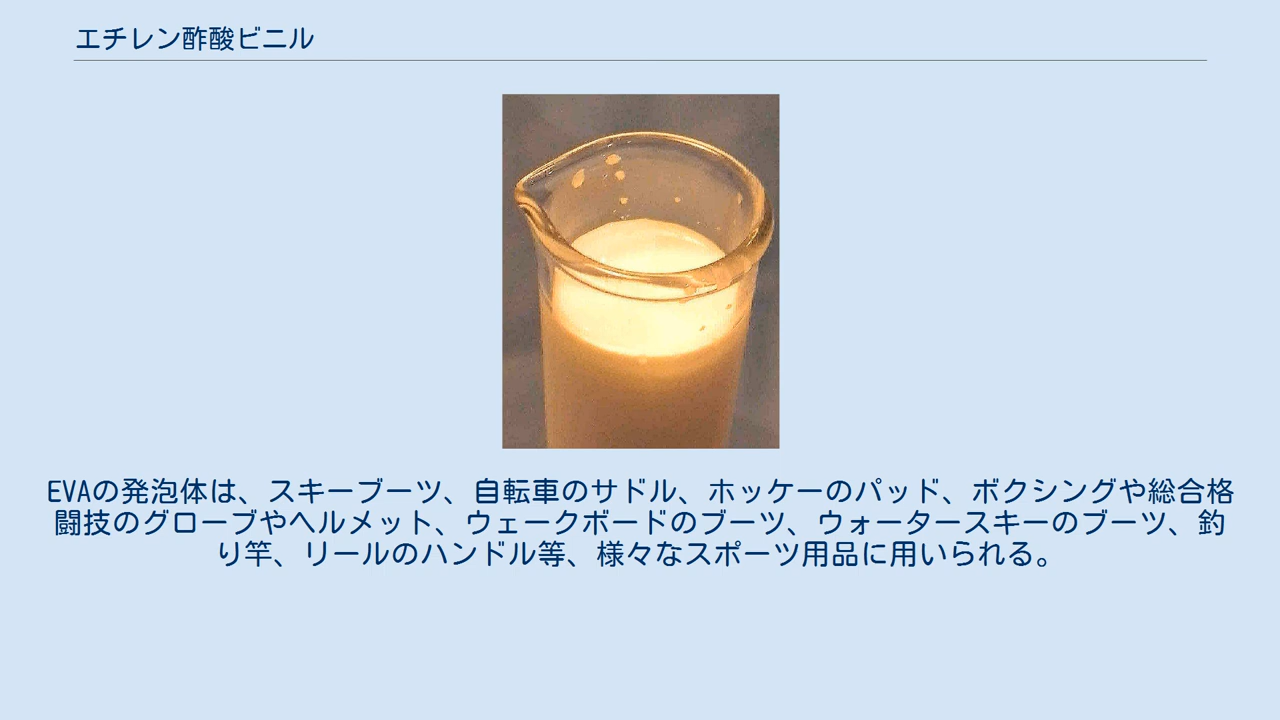 エチレン酢酸ビニル
EVAの発泡体は、スキーブーツ、自転車のサドル、ホッケーのパッド、ボクシングや総合格
闘技のグローブやヘルメット、ウェークボードのブーツ、ウォータースキーのブーツ、釣
り竿、リールのハンドル等、様々なスポーツ用品に用いられる。